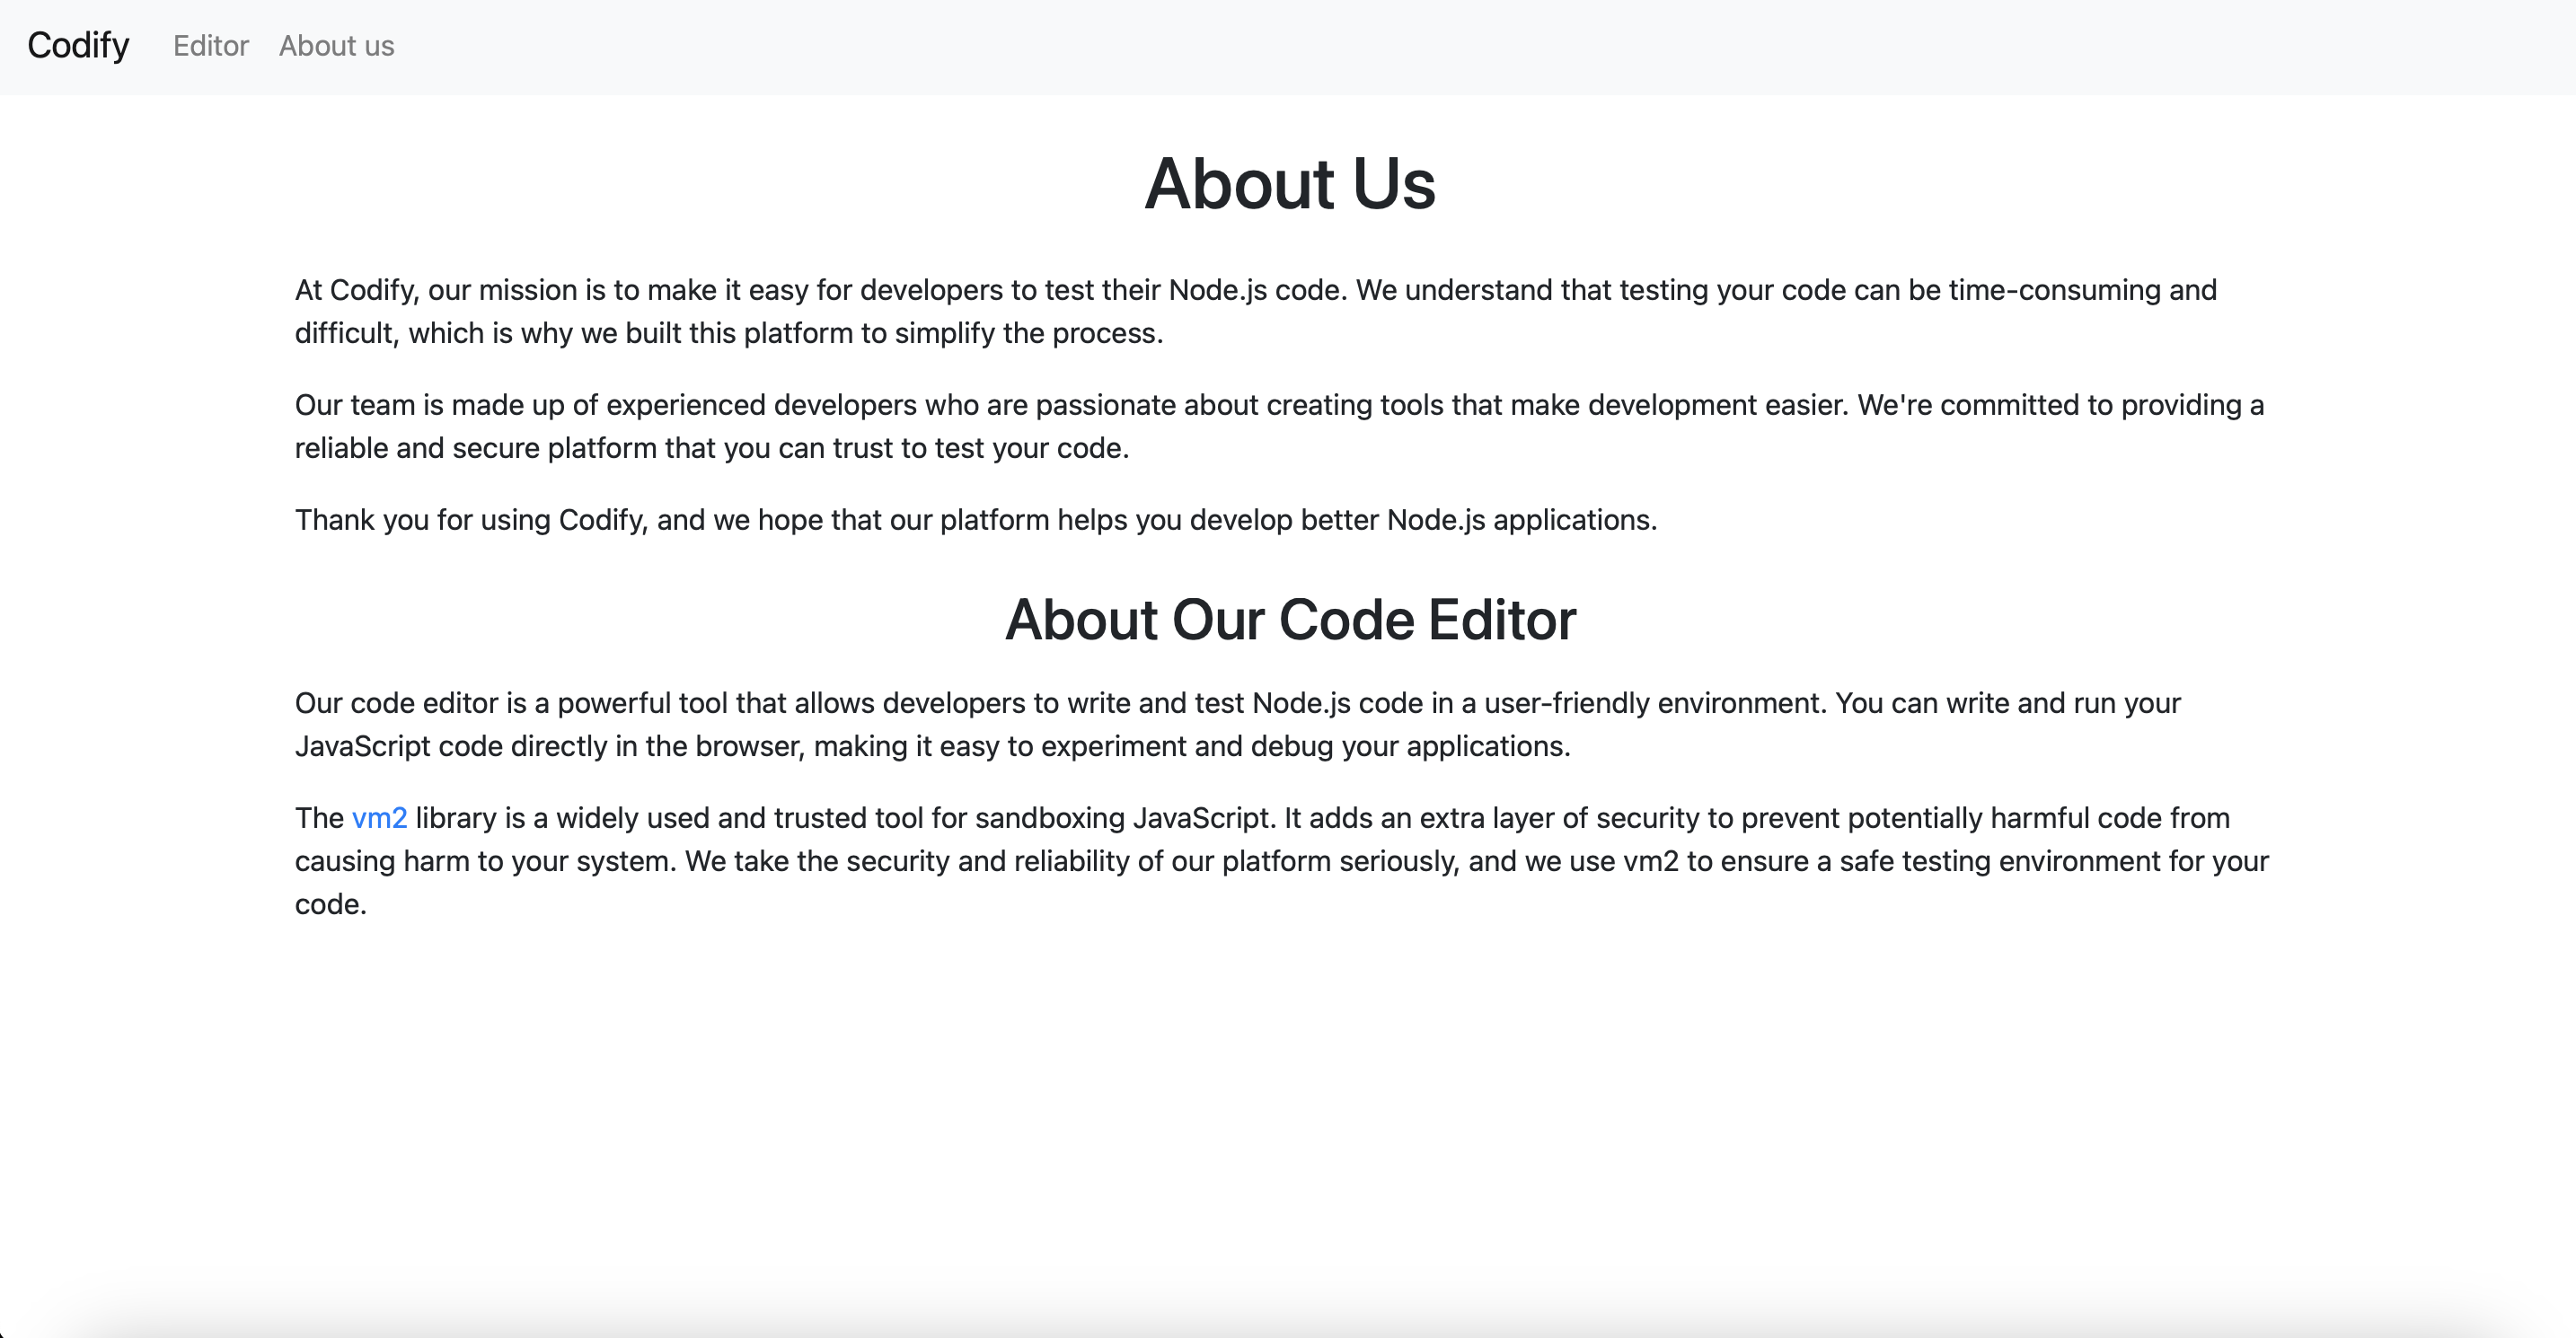 Codify Editor About us
About Us
At Codify, our mission is to make it easy for developers to test their Node.js code. We understand that testing your code can be time-consuming and
difficult, which is why we built this platform to simplify the process.
Our team is made up of experienced developers who are passionate about creating tools that make development easier. We're committed to providing a
reliable and secure platform that you can trust to test your code.
Thank you for using Codify, and we hope that our platform helps you develop better Node.js applications.
About Our Code Editor
Our code editor is a powerful tool that allows developers to write and test Node.js code in a user-friendly environment. You can write and run your
JavaScript code directly in the browser, making it easy to experiment and debug your applications.
The vm2 library is a widely used and trusted tool for sandboxing JavaScript. It adds an extra layer of security to prevent potentially harmful code from
causing harm to your system. We take the security and reliability of our platform seriously, and we use vm2 to ensure a safe testing environment for your
code.